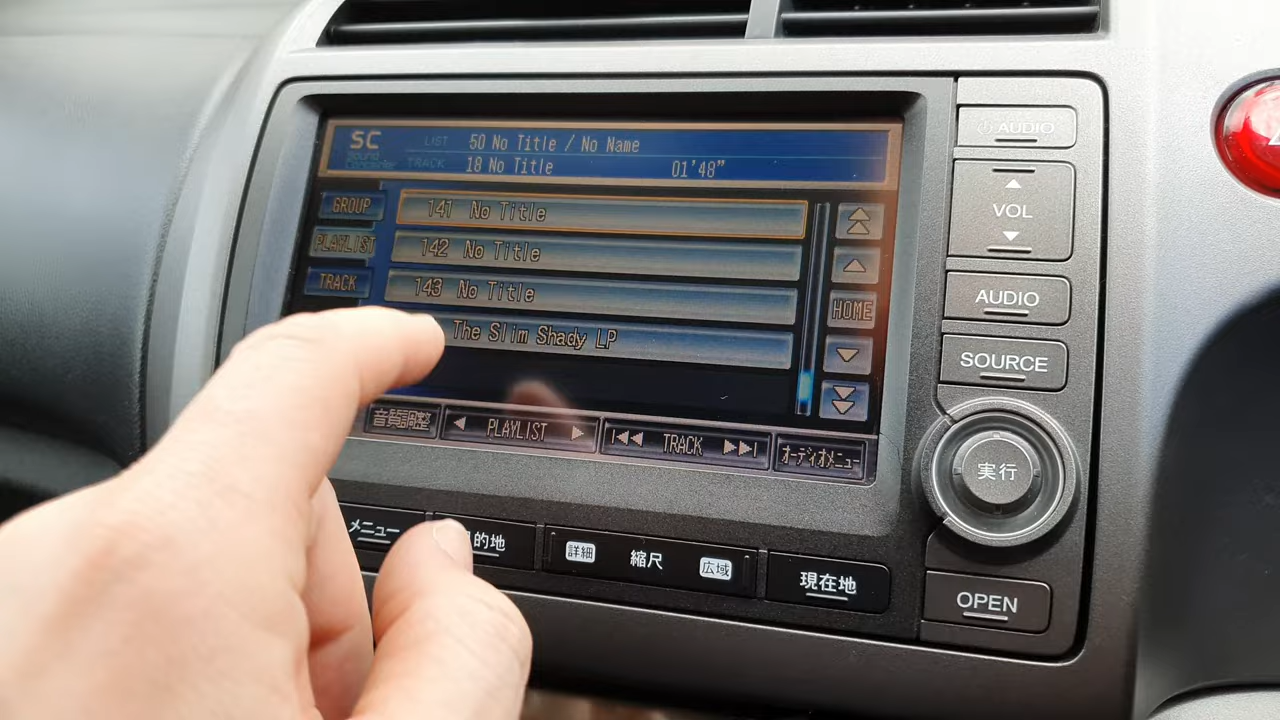 SC LIST 50 No Title / No Name
Sound Container TRACK 18 No Title 01'48"
GROUP
141 No Title
PLAYLIST
142 No Title
TRACK
143 No Title
The Slim Shady LP
HOME
音質調整 ◀ PLAYLIST ▶ |◀◀ TRACK ▶▶| オーディオメニュー
AUDIO
VOL
AUDIO
SOURCE
実行
OPEN
メニュー 的地 詳細 縮尺 広域 現在地